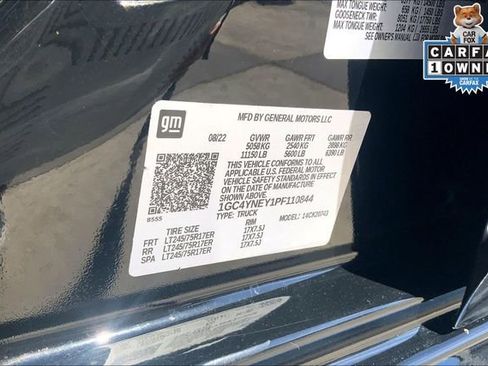 MAX TONGUE WEIGHT:
GOOSENECK TWR:
MAX TONGUE WEIGHT:
SEE OWNER'S MANUAL
CAR
FOX
CARFAX
1 OWNER
gm
MFD BY GENERAL MOTORS LLC
08/22 GVWR GAWR FRT GAWR RR
5058 KG 2540 KG 2898 KG
11150 LB 5600 LB 6390 LB
THIS VEHICLE CONFORMS TO ALL
APPLICABLE U.S. FEDERAL MOTOR
VEHICLE SAFETY STANDARDS IN EFFECT ON THE
DATE OF MANUFACTURE
1GC4YNEY1PF110844
TYPE: TRUCK MODEL: 14CK20743
#SSS
TIRE SIZE RIM
FRT LT245/75R17ER 17X7.5J
RR LT245/75R17ER 17X7.5J
SPA LT245/75R17ER 17X7.5J